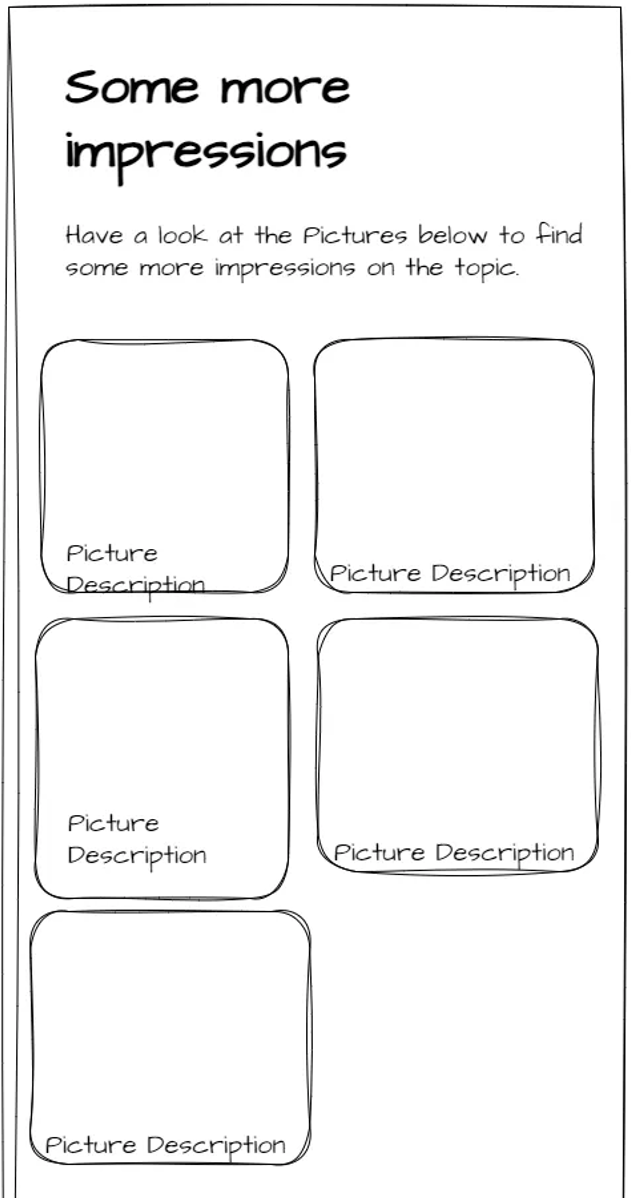 Some more
impressions
Have a look at the Pictures below to find
some more impressions on the topic.
Picture
Description
Picture Description
Picture
Description
Picture Description
Picture Description